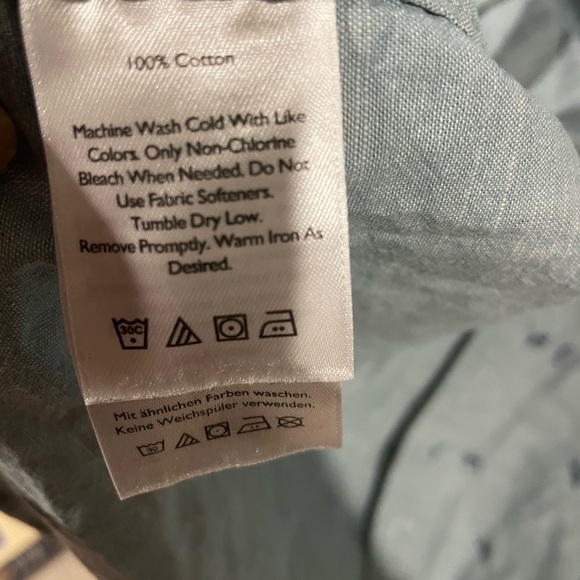 100% Cotton
Machine Wash Cold With Like
Colors. Only Non-Chlorine
Bleach When Needed. Do Not
Use Fabric Softeners.
Tumble Dry Low.
Remove Promptly. Warm Iron As
Desired.
30C
Mit ähnlichen Farben waschen.
Keine Weichspüler verwenden.
30